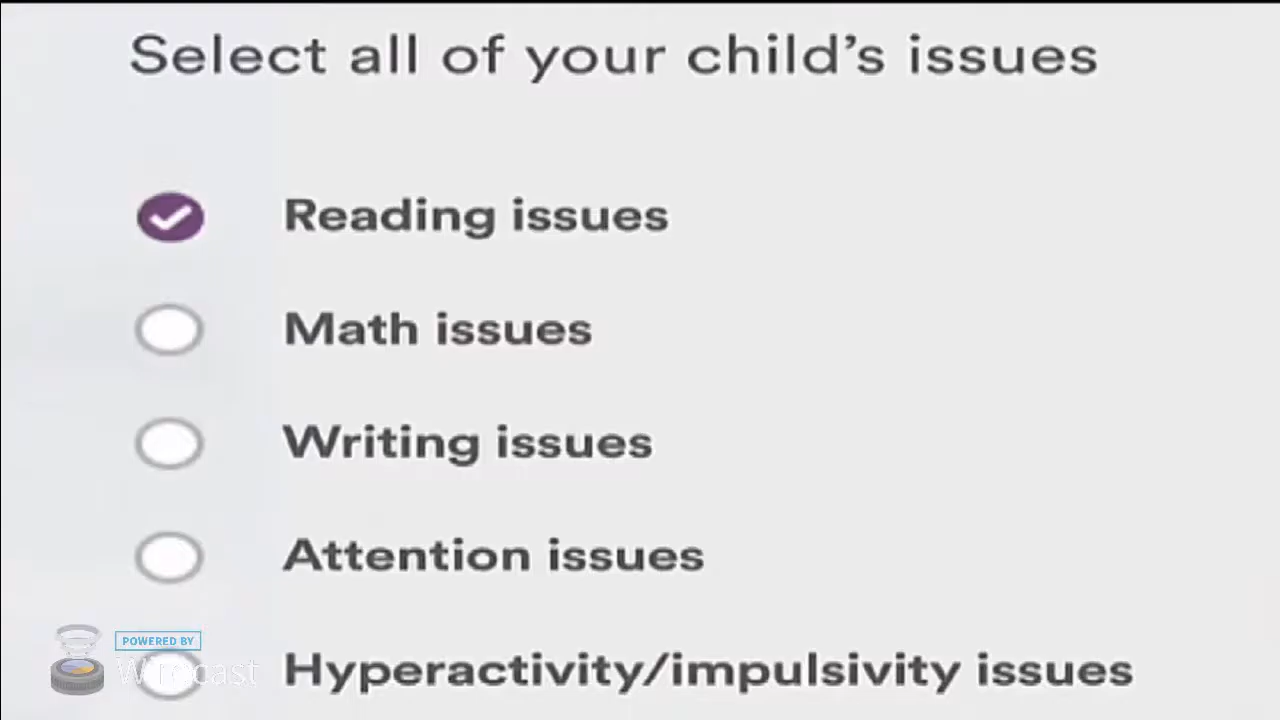 Select all of your child’s issues
Reading issues
Math issues
Writing issues
Attention issues
POWERED BY
Wirecast
Hyperactivity/impulsivity issues